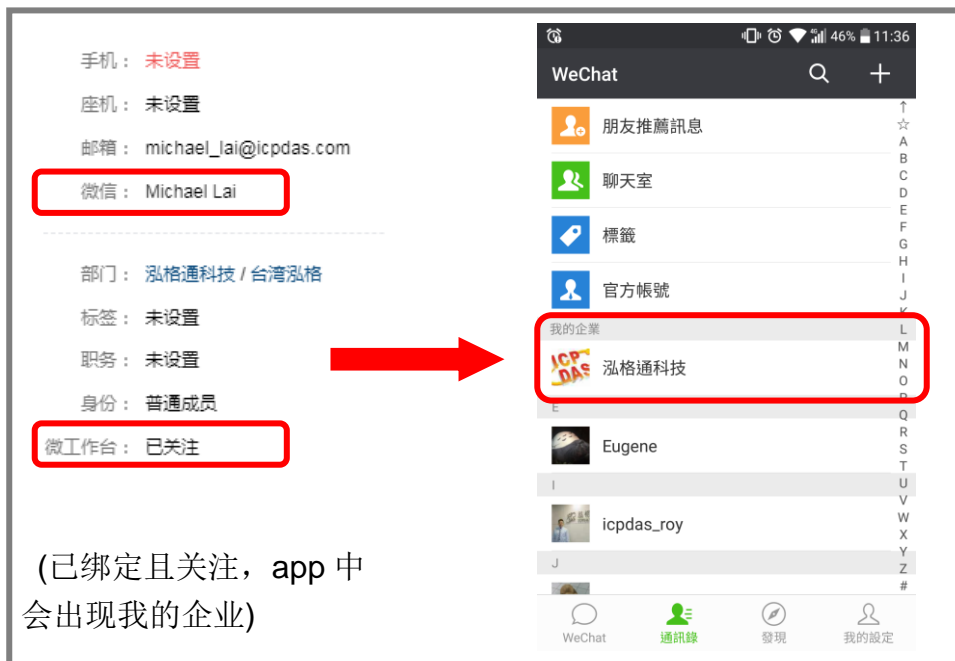 手机： 未设置
座机： 未设置
邮箱： michael_lai@icpdas.com
微信： Michael Lai
部门： 泓格通科技 / 台湾泓格
标签： 未设置
职务： 未设置
身份： 普通成员
微工作台： 已关注
(已绑定且关注，app 中
会出现我的企业)
46% 11:36
WeChat
朋友推薦訊息
聊天室
標籤
官方帳號
我的企業
ICP DAS
泓格通科技
E
Eugene
I
icpdas_roy
J
↑
☆
A
B
C
D
E
F
G
H
I
J
K
L
M
N
O
P
Q
R
S
T
U
V
W
X
Y
Z
#
WeChat 通訊錄 發現 我的設定